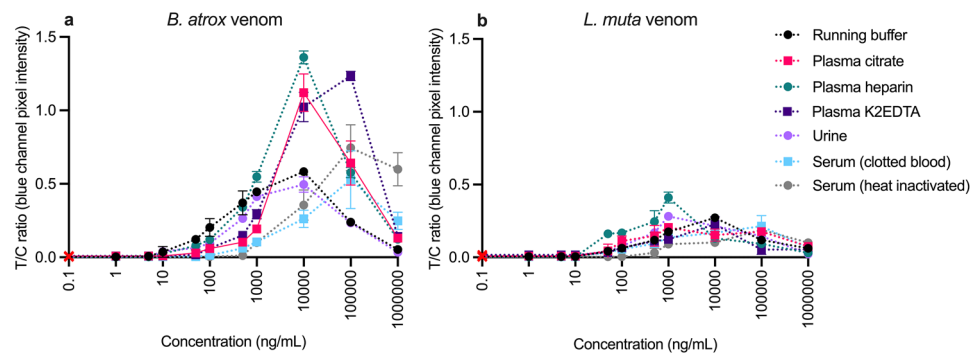 a
B. atrox venom
b
L. muta venom
T/C ratio (blue channel pixel intensity)
1.5
1.0
0.5
0.0
0.1
1
10
100
1000
10000
100000
1000000
Concentration (ng/mL)
T/C ratio (blue channel pixel intensity)
1.5
1.0
0.5
0.0
0.1
1
10
100
1000
10000
100000
1000000
Concentration (ng/mL)
Running buffer
Plasma citrate
Plasma heparin
Plasma K2EDTA
Urine
Serum (clotted blood)
Serum (heat inactivated)